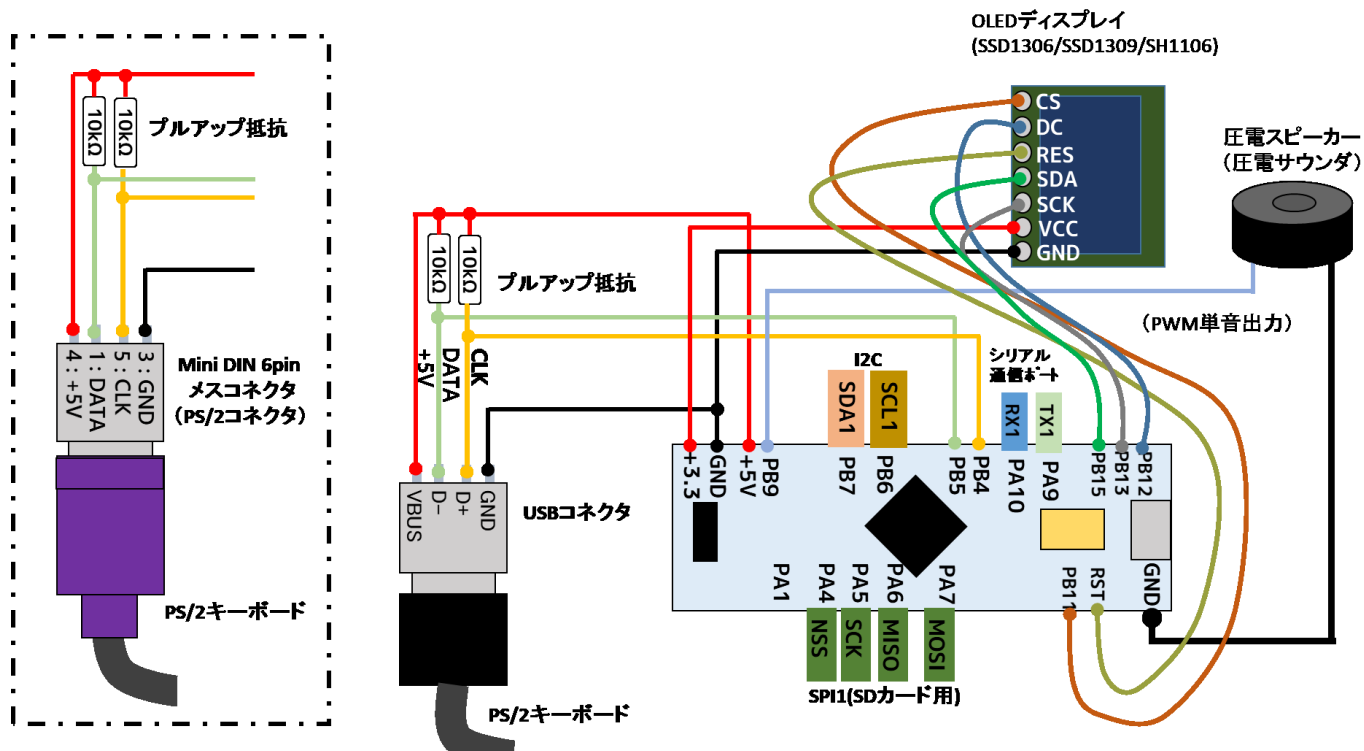 OLEDディスプレイ
(SSD1306/SSD1309/SH1106)
CS
DC
RES
SDA
SCK
VCC
GND
圧電スピーカー
（圧電サウンダ）
（PWM単音出力）
10kΩ
10kΩ
プルアップ抵抗
4：+5V
1：DATA
5：CLK
3：GND
Mini DIN 6pin
メスコネクタ
（PS/2コネクタ）
PS/2キーボード
10kΩ
10kΩ
プルアップ抵抗
+5V
DATA
CLK
VBUS
D−
D+
GND
USBコネクタ
PS/2キーボード
I2C
SDA1
SCL1
シリアル
通信ポート
RX1
TX1
+3.3
GND
+5V
PB9
PB7
PB6
PB5
PB4
PA10
PA9
PB15
PB13
PB12
PA1
PA4
PA5
PA6
PA7
PB11
RST
GND
NSS
SCK
MISO
MOSI
SPI1(SDカード用)